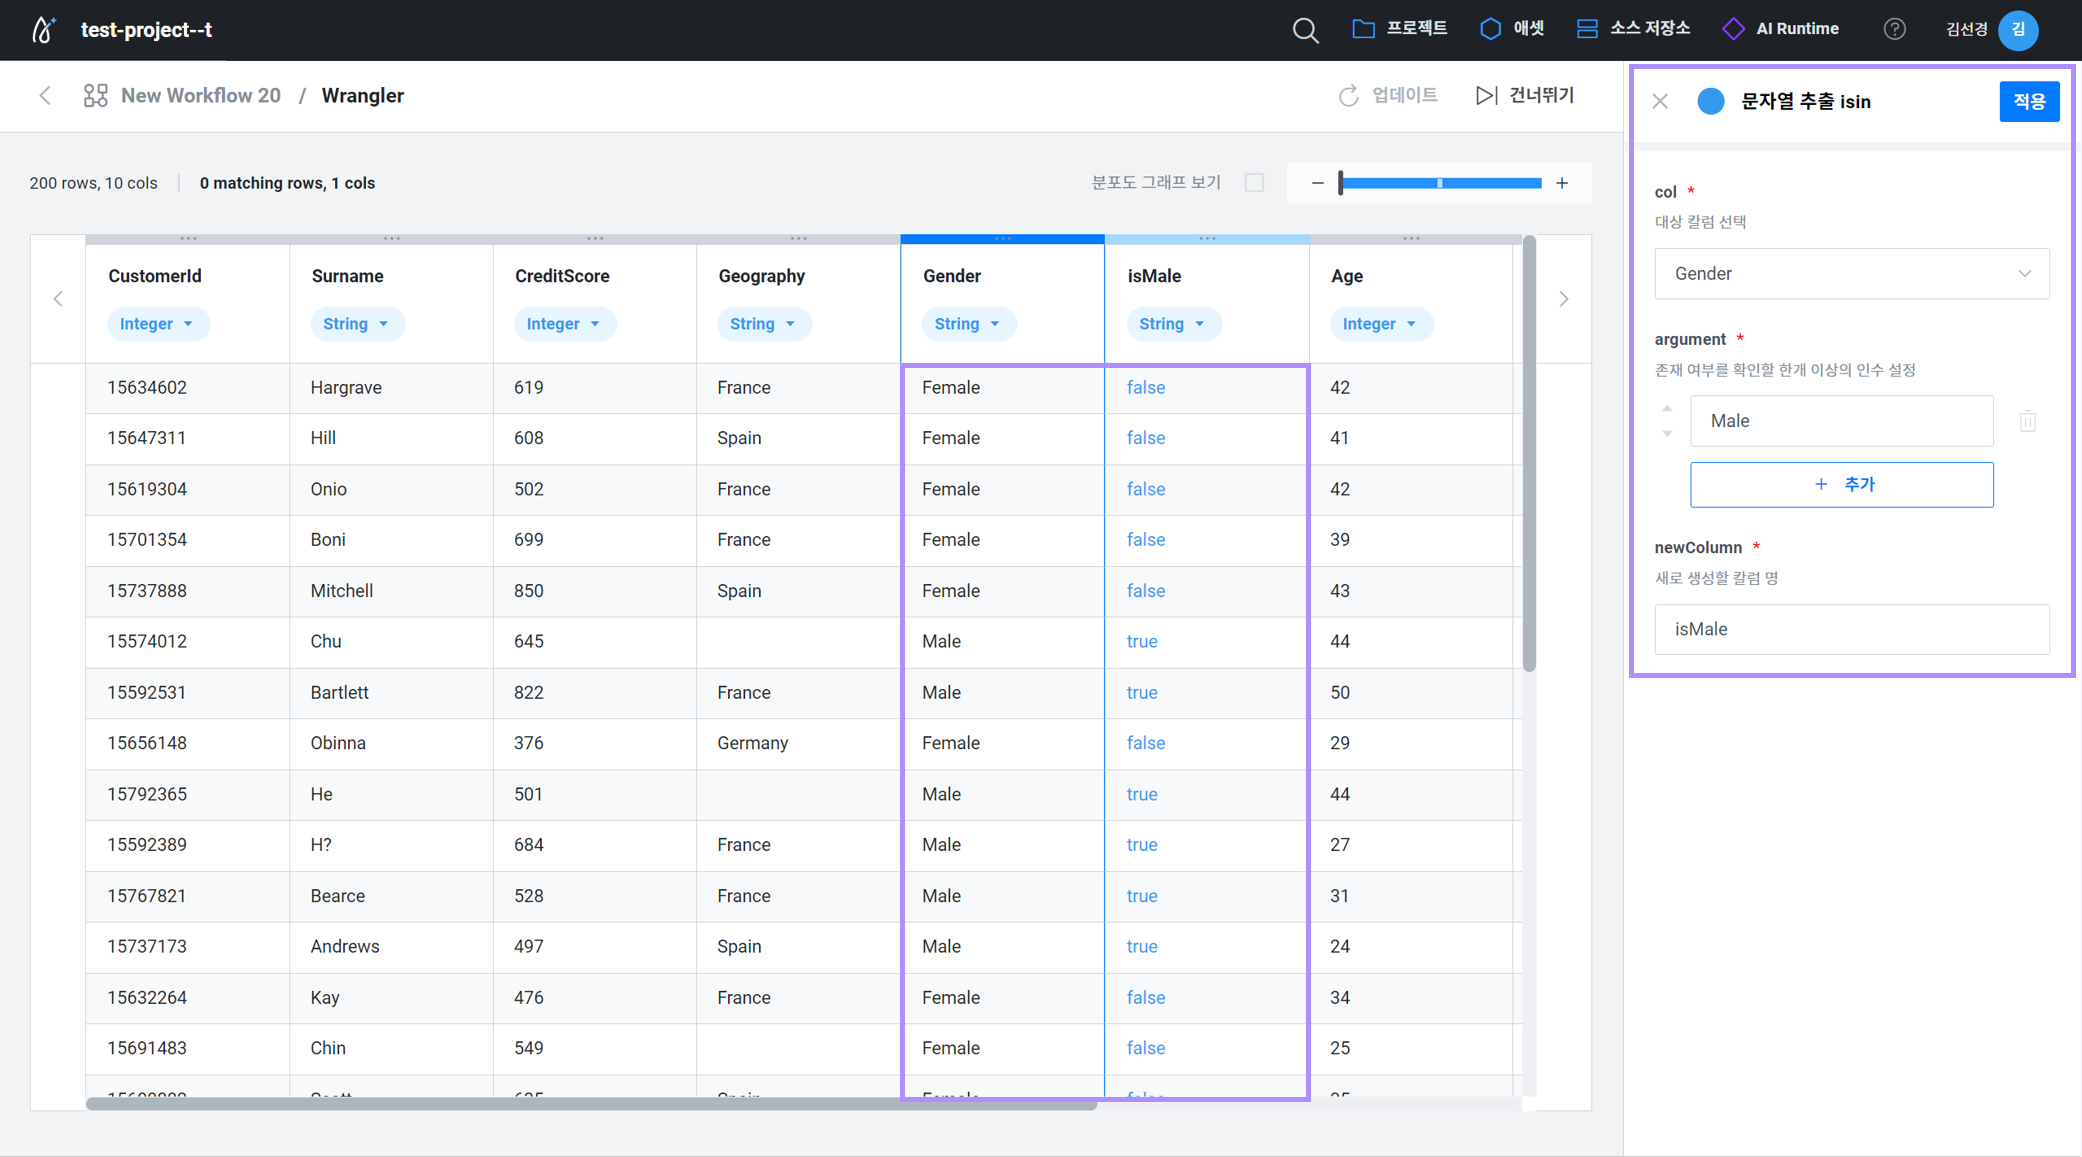 test-project--t
프로젝트
애셋
소스 저장소
AI Runtime
김선경
김
New Workflow 20 / Wrangler
업데이트
건너뛰기
200 rows, 10 cols
0 matching rows, 1 cols
분포도 그래프 보기
CustomerId Surname CreditScore Geography Gender isMale Age
Integer String Integer String String String Integer
15634602 Hargrave 619 France Female false 42
15647311 Hill 608 Spain Female false 41
15619304 Onio 502 France Female false 42
15701354 Boni 699 France Female false 39
15737888 Mitchell 850 Spain Female false 43
15574012 Chu 645 Male true 44
15592531 Bartlett 822 France Male true 50
15656148 Obinna 376 Germany Female false 29
15792365 He 501 Male true 44
15592389 H? 684 France Male true 27
15767821 Bearce 528 France Male true 31
15737173 Andrews 497 Spain Male true 24
15632264 Kay 476 France Female false 34
15691483 Chin 549 Female false 25
문자열 추출 isin
적용
col *
대상 칼럼 선택
Gender
argument *
존재 여부를 확인할 한개 이상의 인수 설정
Male
+ 추가
newColumn *
새로 생성할 칼럼 명
isMale